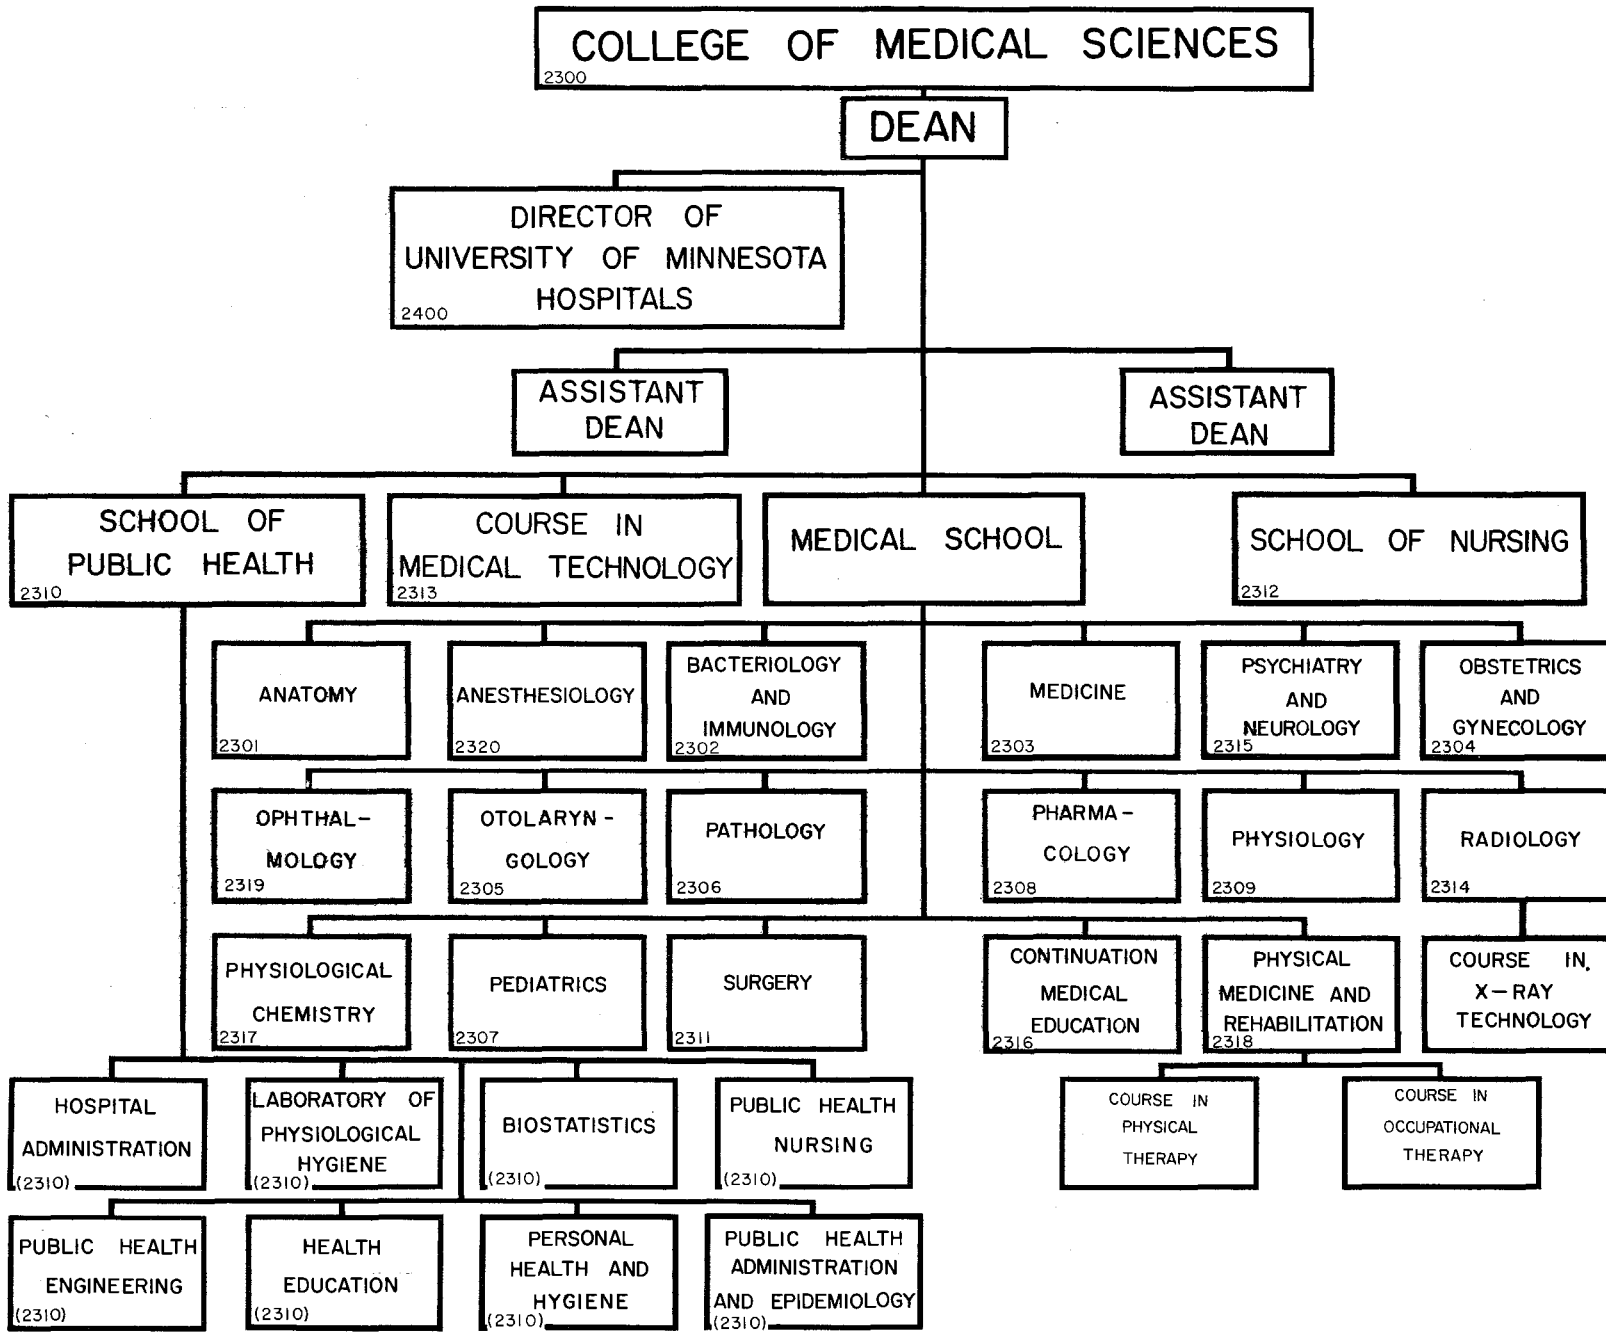 COLLEGE OF MEDICAL SCIENCES
2300
DEAN
DIRECTOR OF
UNIVERSITY OF MINNESOTA
HOSPITALS
2400
ASSISTANT
DEAN
ASSISTANT
DEAN
SCHOOL OF
PUBLIC HEALTH
2310
COURSE IN
MEDICAL TECHNOLOGY
2313
MEDICAL SCHOOL
SCHOOL OF NURSING
2312
ANATOMY
2301
ANESTHESIOLOGY
2320
BACTERIOLOGY
AND
IMMUNOLOGY
2302
MEDICINE
2303
PSYCHIATRY
AND
NEUROLOGY
2315
OBSTETRICS
AND
GYNECOLOGY
2304
OPHTHAL-
MOLOGY
2319
OTOLARYN-
GOLOGY
2305
PATHOLOGY
2306
PHARMA-
COLOGY
2308
PHYSIOLOGY
2309
RADIOLOGY
2314
PHYSIOLOGICAL
CHEMISTRY
2317
PEDIATRICS
2307
SURGERY
2311
CONTINUATION
MEDICAL
EDUCATION
2316
PHYSICAL
MEDICINE AND
REHABILITATION
2318
COURSE IN
X-RAY
TECHNOLOGY
HOSPITAL
ADMINISTRATION
(2310)
LABORATORY OF
PHYSIOLOGICAL
HYGIENE
(2310)
BIOSTATISTICS
(2310)
PUBLIC HEALTH
NURSING
(2310)
COURSE IN
PHYSICAL
THERAPY
COURSE IN
OCCUPATIONAL
THERAPY
PUBLIC HEALTH
ENGINEERING
(2310)
HEALTH
EDUCATION
(2310)
PERSONAL
HEALTH AND
HYGIENE
(2310)
PUBLIC HEALTH
ADMINISTRATION
AND EPIDEMIOLOGY
(2310)